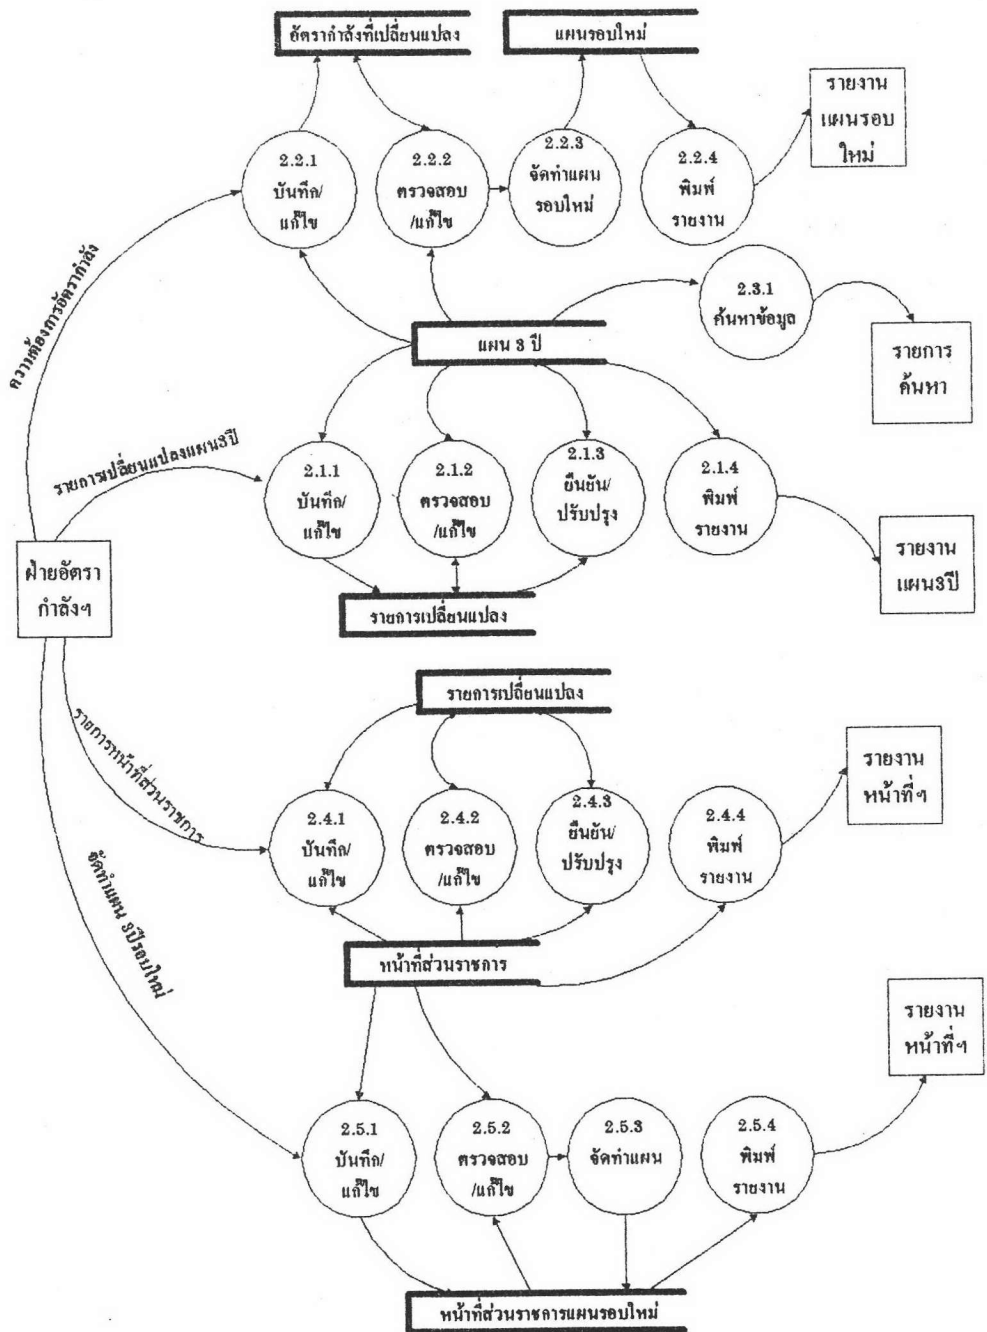 อัตรากำลังที่เปลี่ยนแปลง
แผนรอบใหม่
รายงาน
แผนรอบ
ใหม่
2.2.1
บันทึก/
แก้ไข
2.2.2
ตรวจสอบ
/แก้ไข
2.2.3
จัดทำแผน
รอบใหม่
2.2.4
พิมพ์
รายงาน
ความต้องการอัตรากำลัง
2.3.1
ค้นหาข้อมูล
แผน 3 ปี
รายการ
ค้นหา
รายการเปลี่ยนแปลงแผน3ปี
2.1.1
บันทึก/
แก้ไข
2.1.2
ตรวจสอบ
/แก้ไข
2.1.3
ยืนยัน/
ปรับปรุง
2.1.4
พิมพ์
รายงาน
ฝ่ายอัตรา
กำลังฯ
รายงาน
แผน3ปี
รายการเปลี่ยนแปลง
รายการเปลี่ยนแปลง
รายการหน้าที่ส่วนราชการ
รายงาน
หน้าที่ฯ
2.4.1
บันทึก/
แก้ไข
2.4.2
ตรวจสอบ
/แก้ไข
2.4.3
ยืนยัน/
ปรับปรุง
2.4.4
พิมพ์
รายงาน
จัดทำแผน 3ปีรอบใหม่
หน้าที่ส่วนราชการ
รายงาน
หน้าที่ฯ
2.5.1
บันทึก/
แก้ไข
2.5.2
ตรวจสอบ
/แก้ไข
2.5.3
จัดทำแผน
2.5.4
พิมพ์
รายงาน
หน้าที่ส่วนราชการแผนรอบใหม่